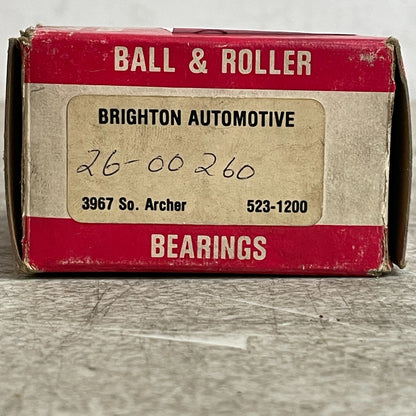 BALL & ROLLER
BRIGHTON AUTOMOTIVE
26-00260
3967 So. Archer 523-1200
BEARINGS